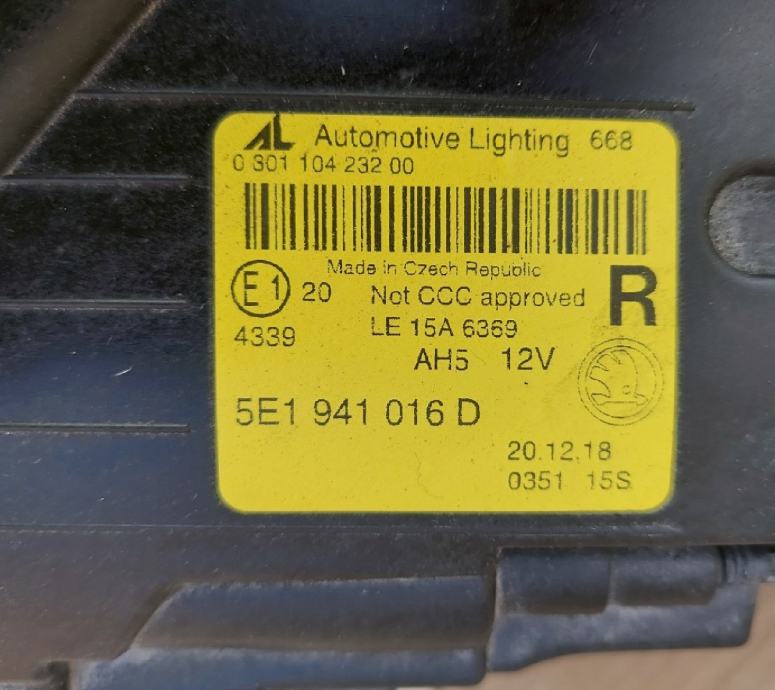 AL Automotive Lighting 668
0 301 104 232 00
Made in Czech Republic
E1 20 Not CCC approved R
4339 LE 15A 6369
AH5 12V
5E1 941 016 D
20.12.18
0351 15S